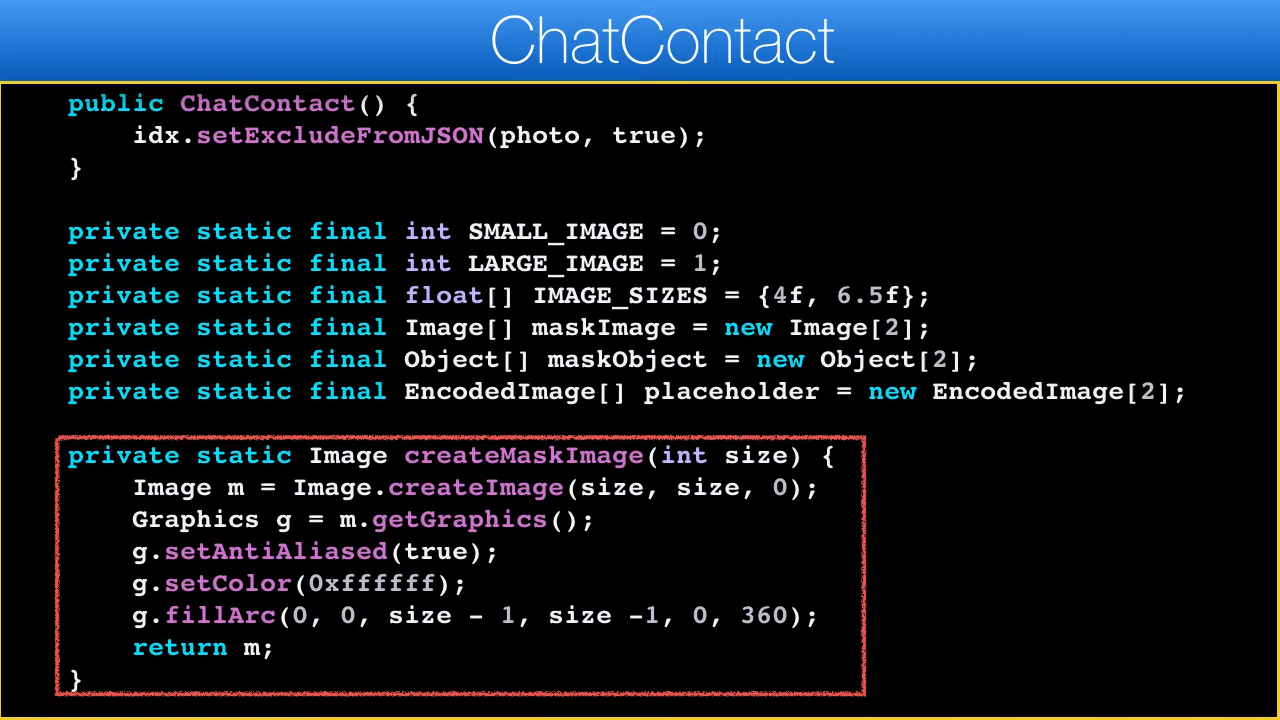 ChatContact
public ChatContact() {
    idx.setExcludeFromJSON(photo, true);
}
private static final int SMALL_IMAGE = 0;
private static final int LARGE_IMAGE = 1;
private static final float[] IMAGE_SIZES = {4f, 6.5f};
private static final Image[] maskImage = new Image[2];
private static final Object[] maskObject = new Object[2];
private static final EncodedImage[] placeholder = new EncodedImage[2];
private static Image createMaskImage(int size) {
    Image m = Image.createImage(size, size, 0);
    Graphics g = m.getGraphics();
    g.setAntiAliased(true);
    g.setColor(0xffffff);
    g.fillArc(0, 0, size - 1, size -1, 0, 360);
    return m;
}